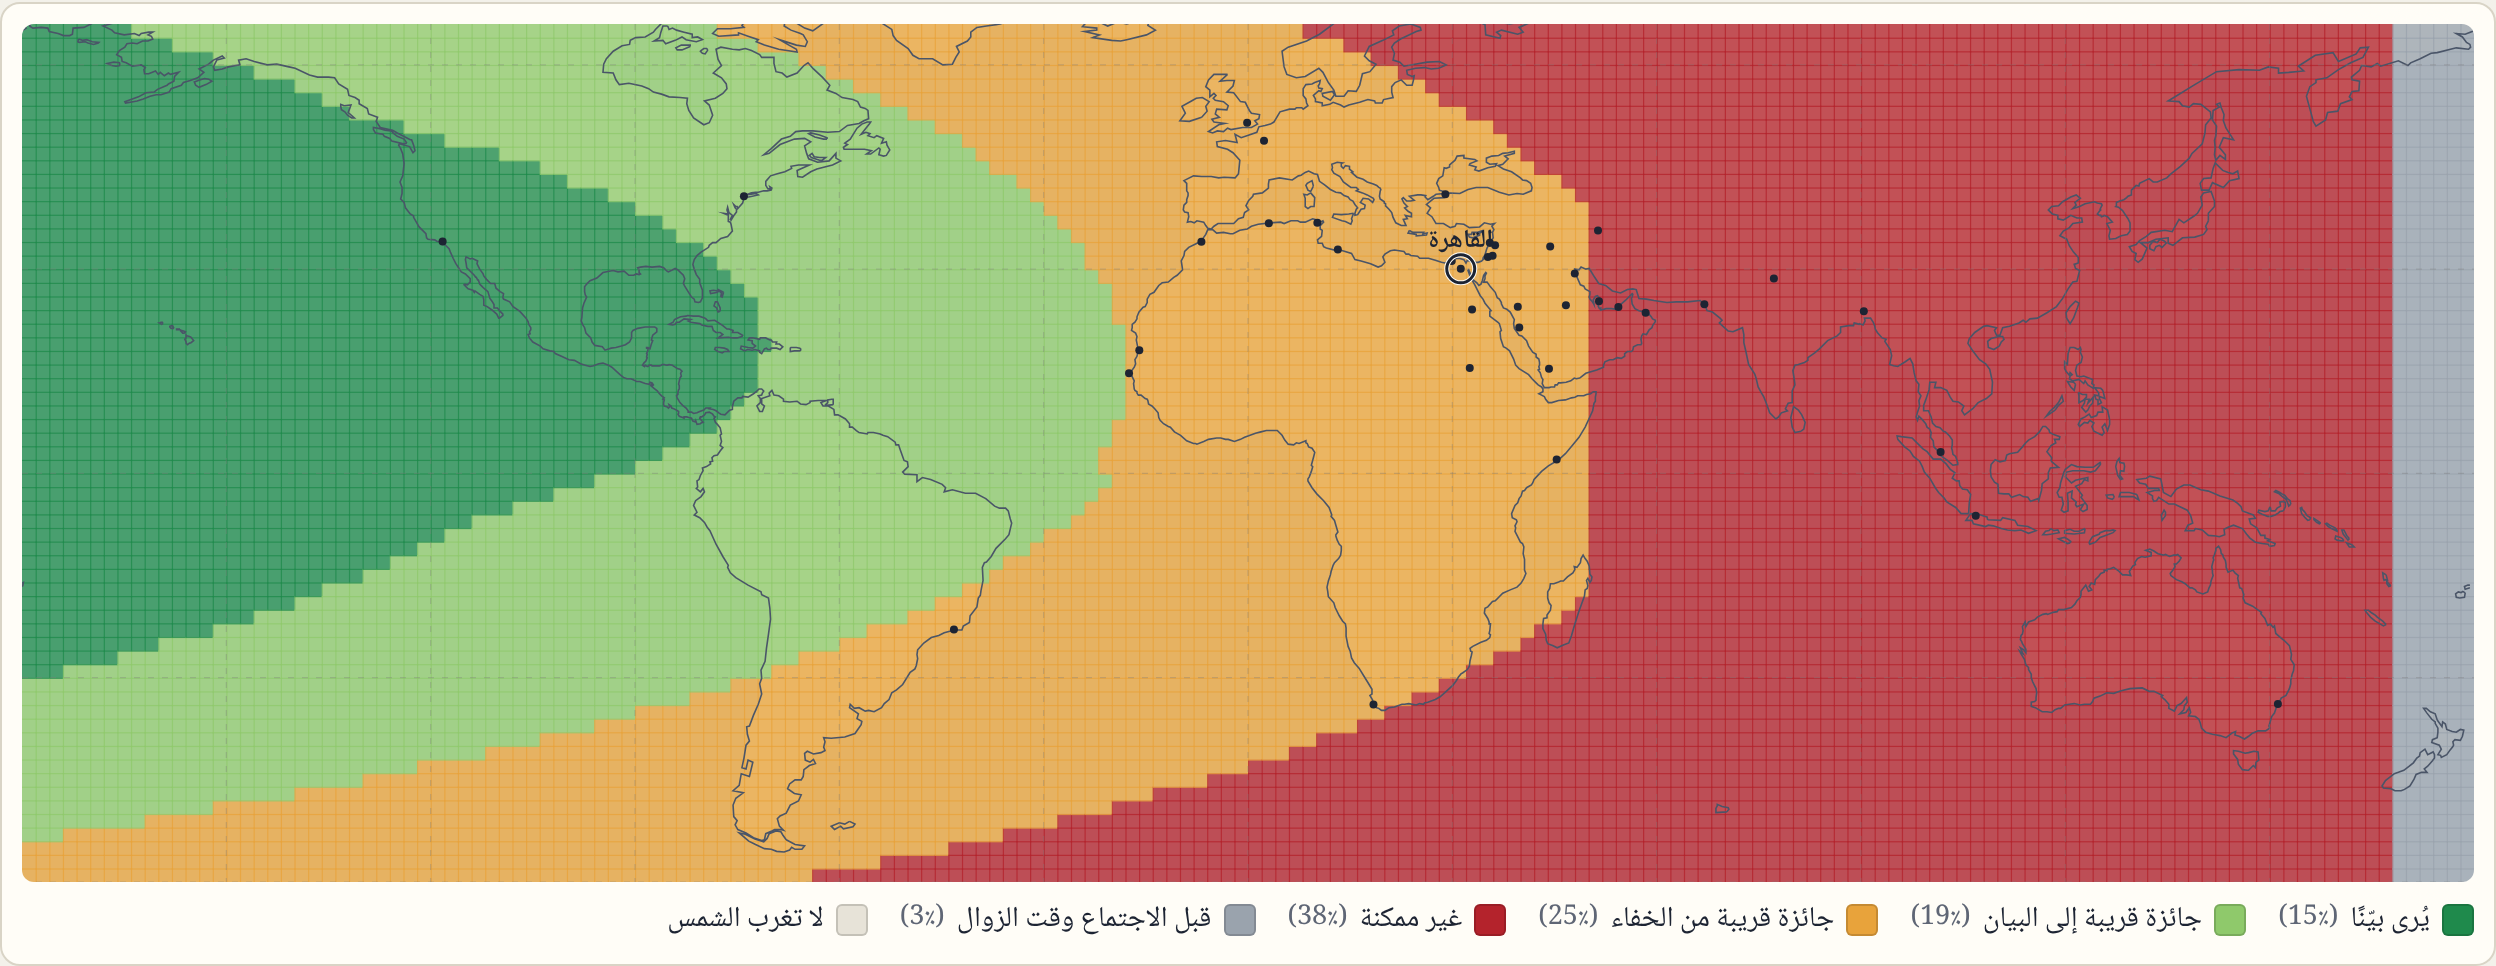 القاهرة
يُرى بيّنًا (15٪) جائزة قريبة إلى البيان (19٪) جائزة قريبة من الخفاء (25٪) غير ممكنة (38٪) قبل الاجتماع وقت الزوال (3٪) لا تغرب الشمس